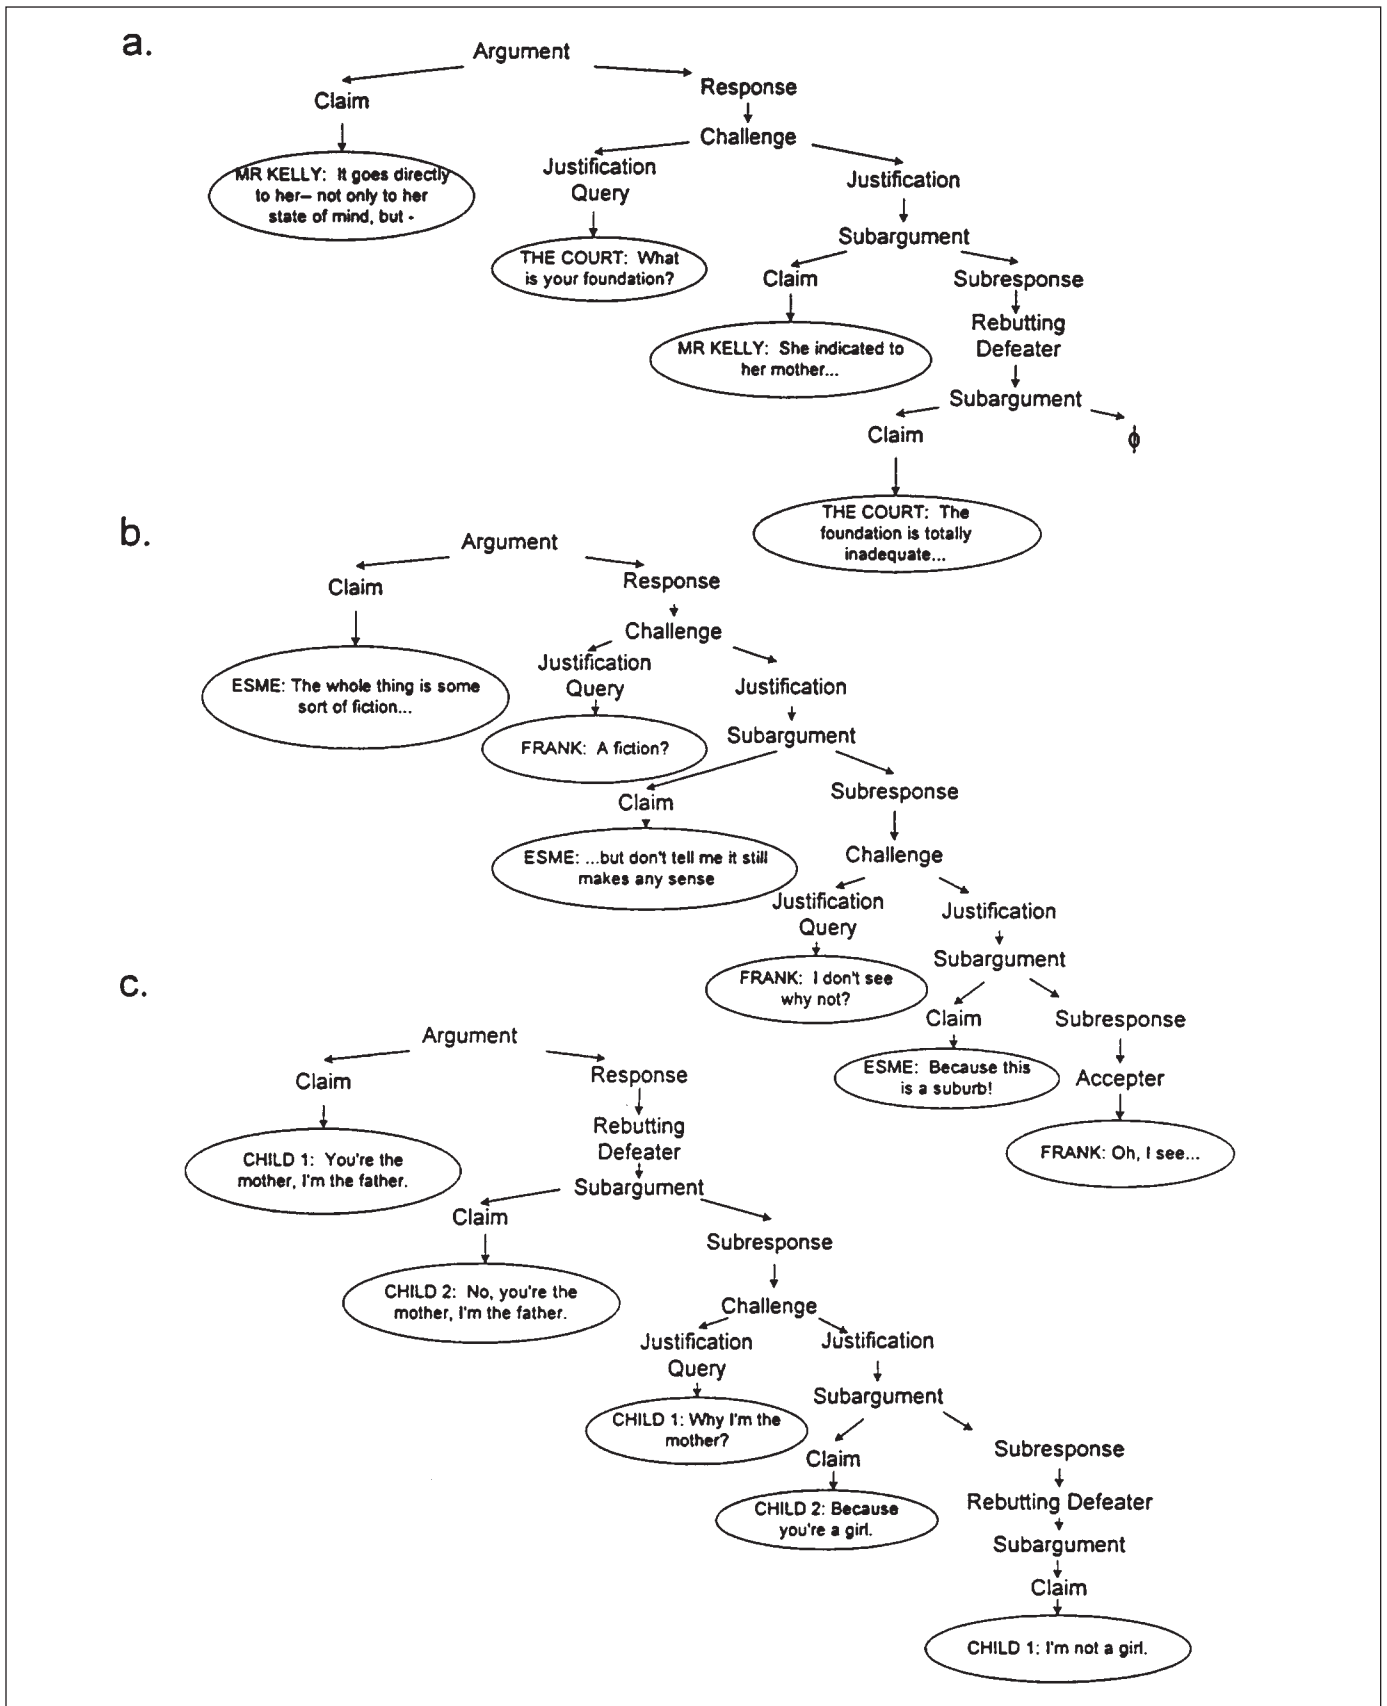 a.
Argument
Claim
Response
Challenge
MR KELLY: It goes directly
to her– not only to her
state of mind, but -
Justification
Query
Justification
THE COURT: What
is your foundation?
Subargument
Claim
Subresponse
MR KELLY: She indicated to
her mother...
Rebutting
Defeater
Subargument
Claim
ϕ
THE COURT: The
foundation is totally
inadequate...
b.
Argument
Claim
Response
Challenge
ESME: The whole thing is some
sort of fiction...
Justification
Query
Justification
FRANK: A fiction?
Subargument
Claim
Subresponse
ESME: ...but don't tell me it still
makes any sense
Challenge
Justification
Query
Justification
FRANK: I don't see
why not?
Subargument
Claim
Subresponse
ESME: Because this
is a suburb!
Accepter
FRANK: Oh, I see...
c.
Argument
Claim
Response
CHILD 1: You're the
mother, I'm the father.
Rebutting
Defeater
Subargument
Claim
Subresponse
CHILD 2: No, you're the
mother, I'm the father.
Challenge
Justification
Query
Justification
CHILD 1: Why I'm the
mother?
Subargument
Claim
Subresponse
CHILD 2: Because
you're a girl.
Rebutting Defeater
Subargument
Claim
CHILD 1: I'm not a girl.